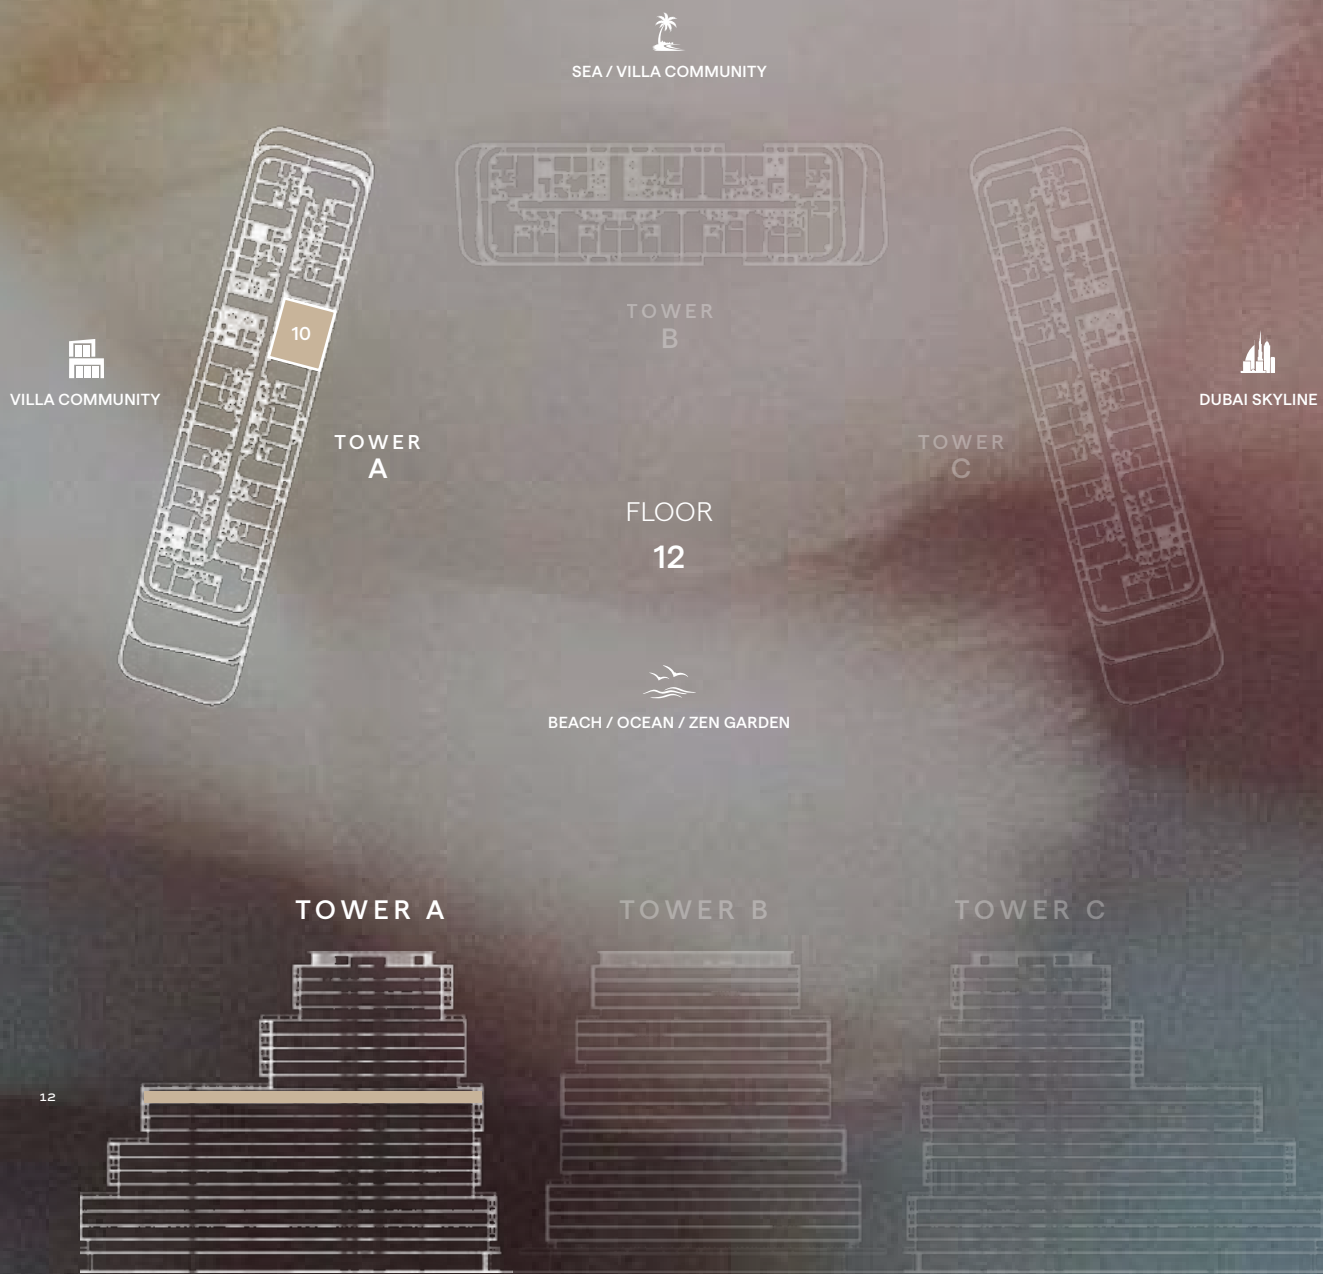 SEA / VILLA COMMUNITY
10
TOWER
B
VILLA COMMUNITY
DUBAI SKYLINE
TOWER
A
TOWER
C
FLOOR
12
BEACH / OCEAN / ZEN GARDEN
TOWER A
TOWER B
TOWER C
12